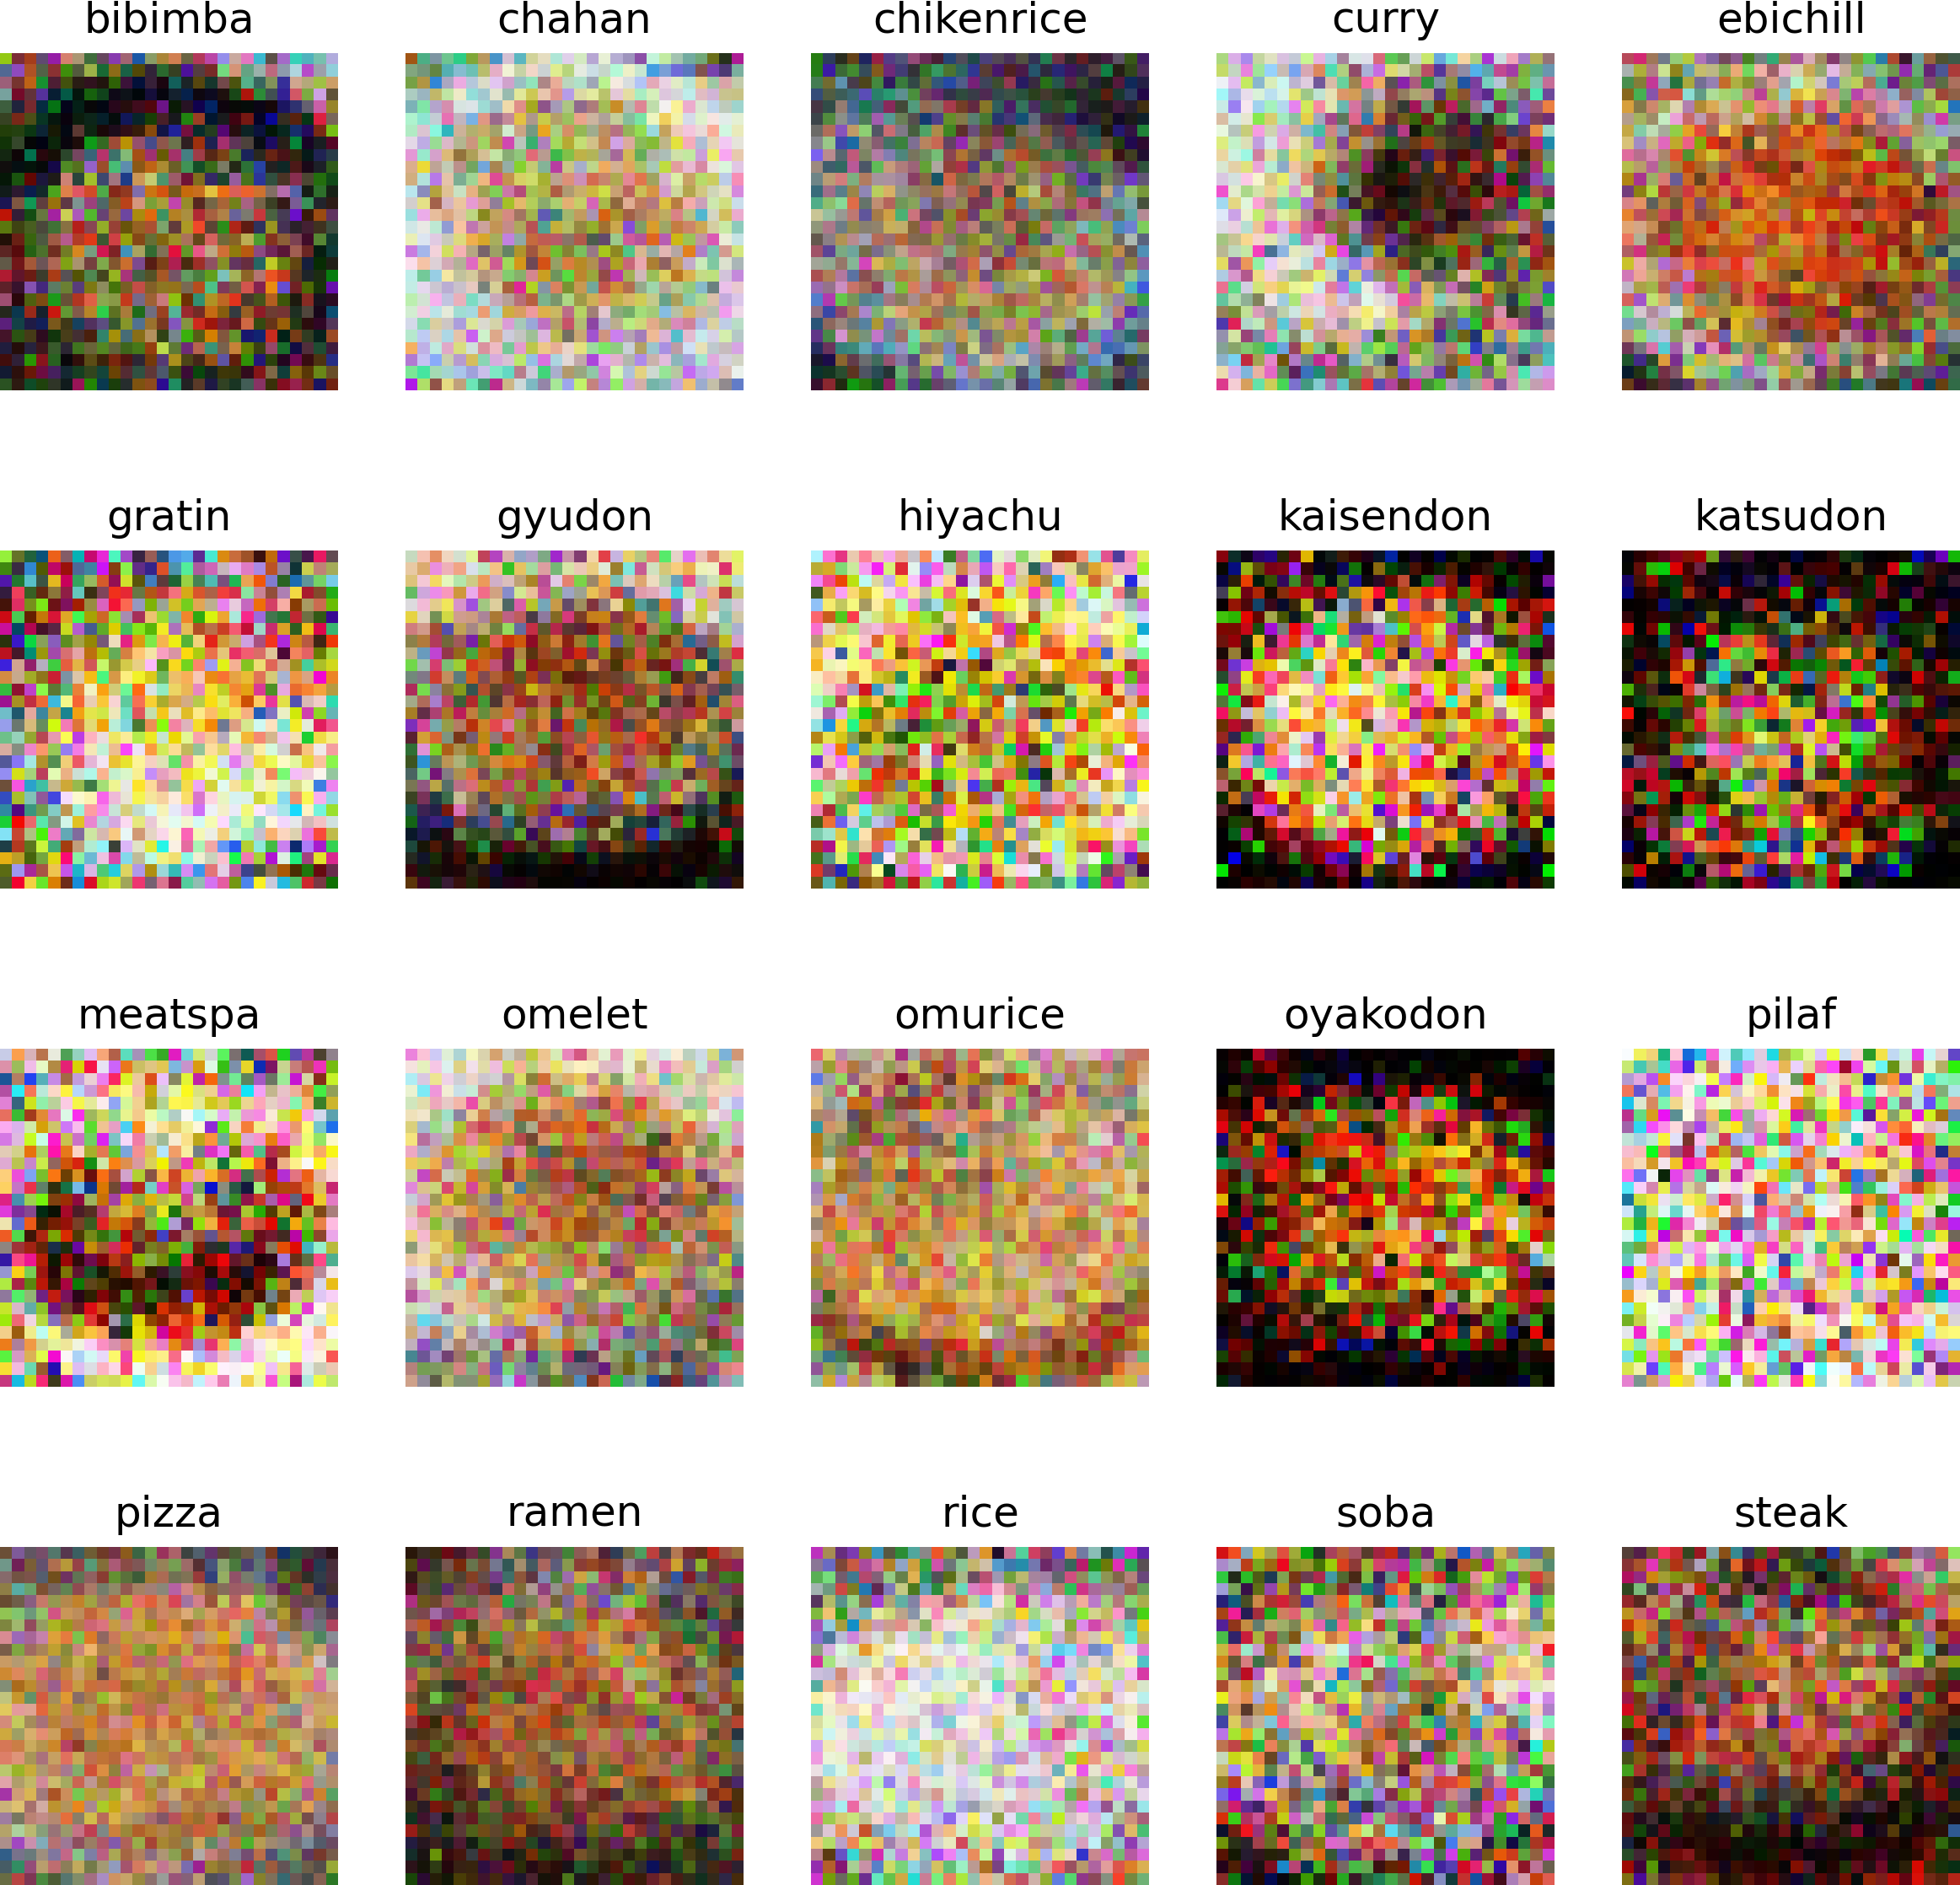 bibimba chahan chikenrice curry ebichill
gratin gyudon hiyachu kaisendon katsudon
meatspa omelet omurice oyakodon pilaf
pizza ramen rice soba steak